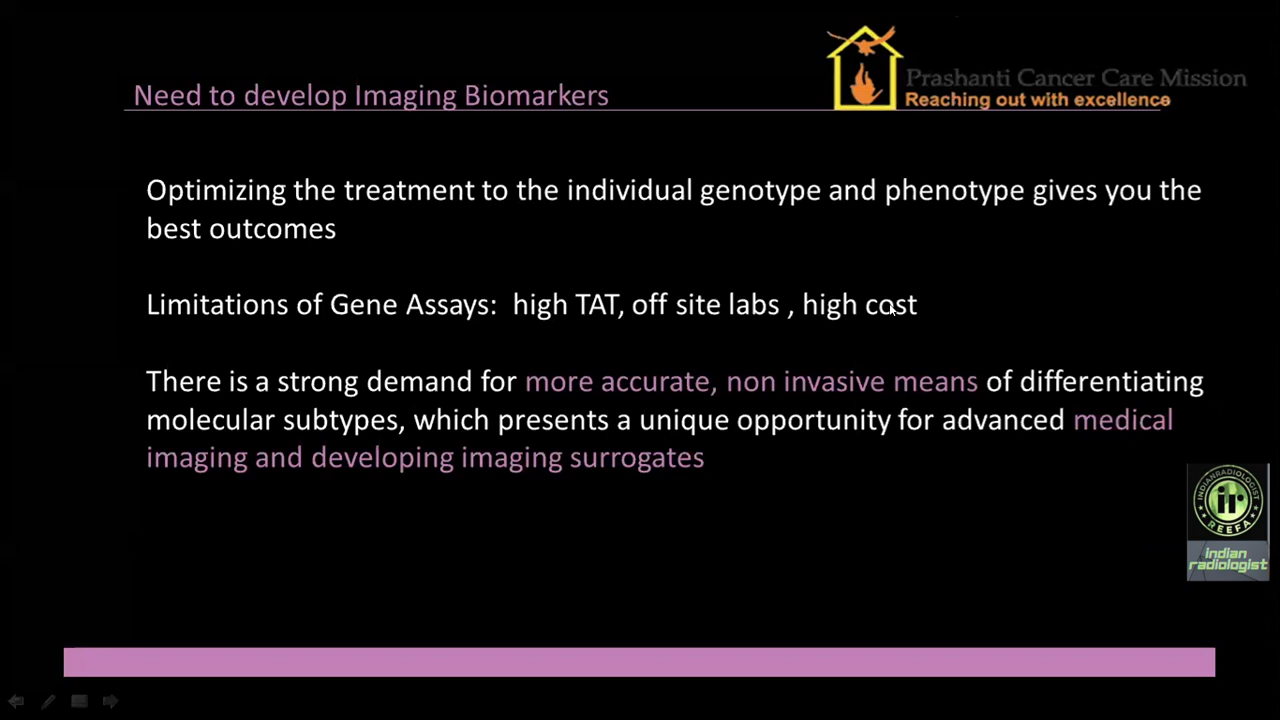 Need to develop Imaging Biomarkers
Prashanti Cancer Care Mission
Reaching out with excellence
Optimizing the treatment to the individual genotype and phenotype gives you the
best outcomes
Limitations of Gene Assays:  high TAT, off site labs , high cost
There is a strong demand for more accurate, non invasive means of differentiating
molecular subtypes, which presents a unique opportunity for advanced medical
imaging and developing imaging surrogates
INDIANRADIOLOGIST
ir
REEFA
indian
radiologist